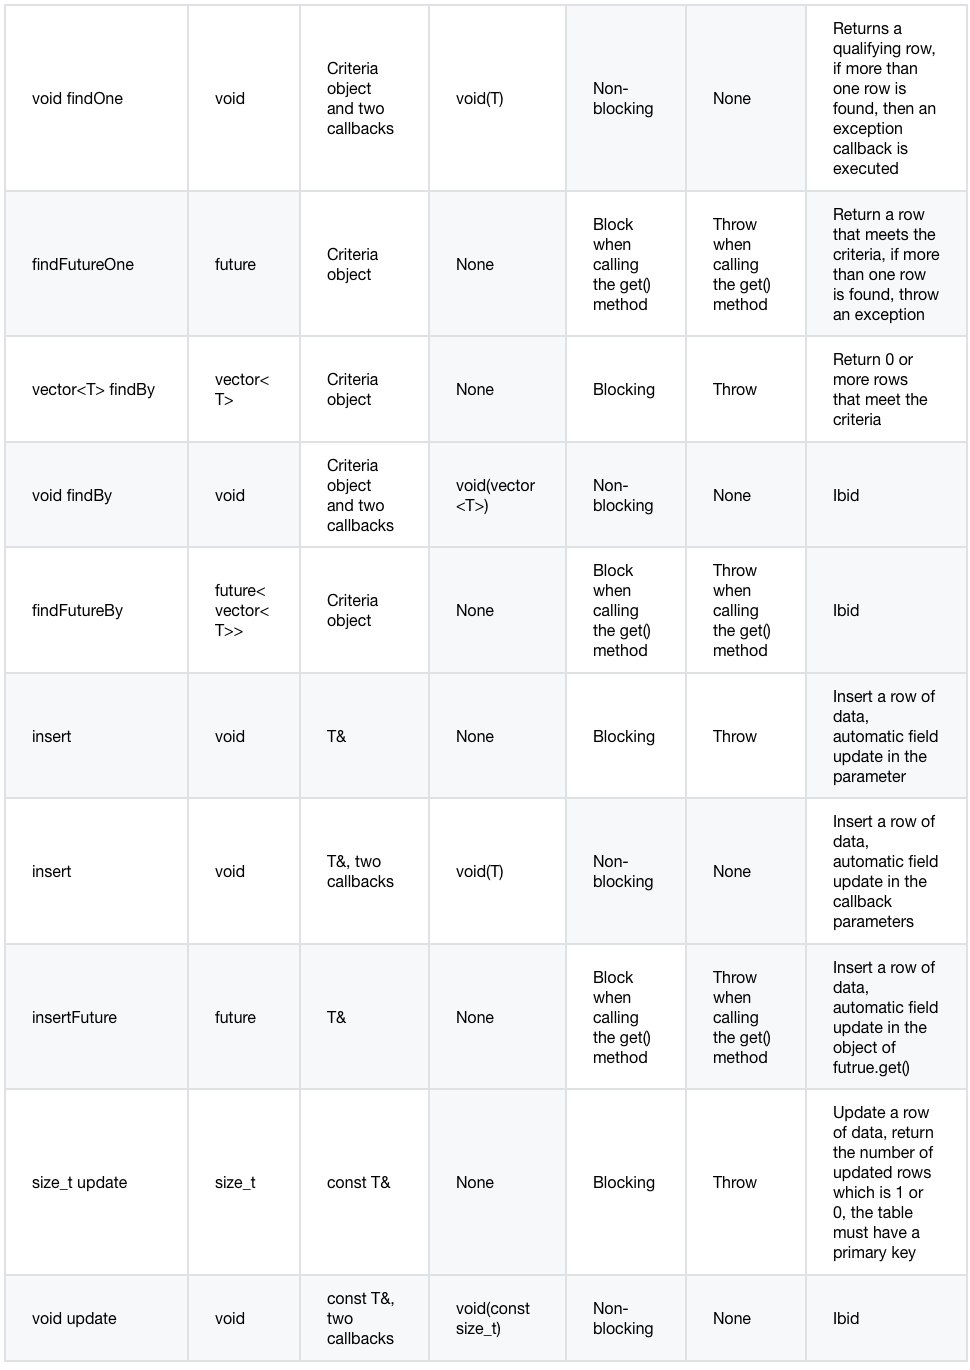 void findOne
void
Criteria
object
and two
callbacks
void(T)
Non-
blocking
None
Returns a
qualifying row,
if more than
one row is
found, then an
exception
callback is
executed
findFutureOne
future
Criteria
object
None
Block
when
calling
the get()
method
Throw
when
calling
the get()
method
Return a row
that meets the
criteria, if more
than one row
is found, throw
an exception
vector<T> findBy
vector<
T>
Criteria
object
None
Blocking
Throw
Return 0 or
more rows
that meet the
criteria
void findBy
void
Criteria
object
and two
callbacks
void(vector
<T>)
Non-
blocking
None
Ibid
findFutureBy
future<
vector<
T>>
Criteria
object
None
Block
when
calling
the get()
method
Throw
when
calling
the get()
method
Ibid
insert
void
T&
None
Blocking
Throw
Insert a row of
data,
automatic field
update in the
parameter
insert
void
T&, two
callbacks
void(T)
Non-
blocking
None
Insert a row of
data,
automatic field
update in the
callback
parameters
insertFuture
future
T&
None
Block
when
calling
the get()
method
Throw
when
calling
the get()
method
Insert a row of
data,
automatic field
update in the
object of
futrue.get()
size_t update
size_t
const T&
None
Blocking
Throw
Update a row
of data, return
the number of
updated rows
which is 1 or
0, the table
must have a
primary key
void update
void
const T&,
two
callbacks
void(const
size_t)
Non-
blocking
None
Ibid